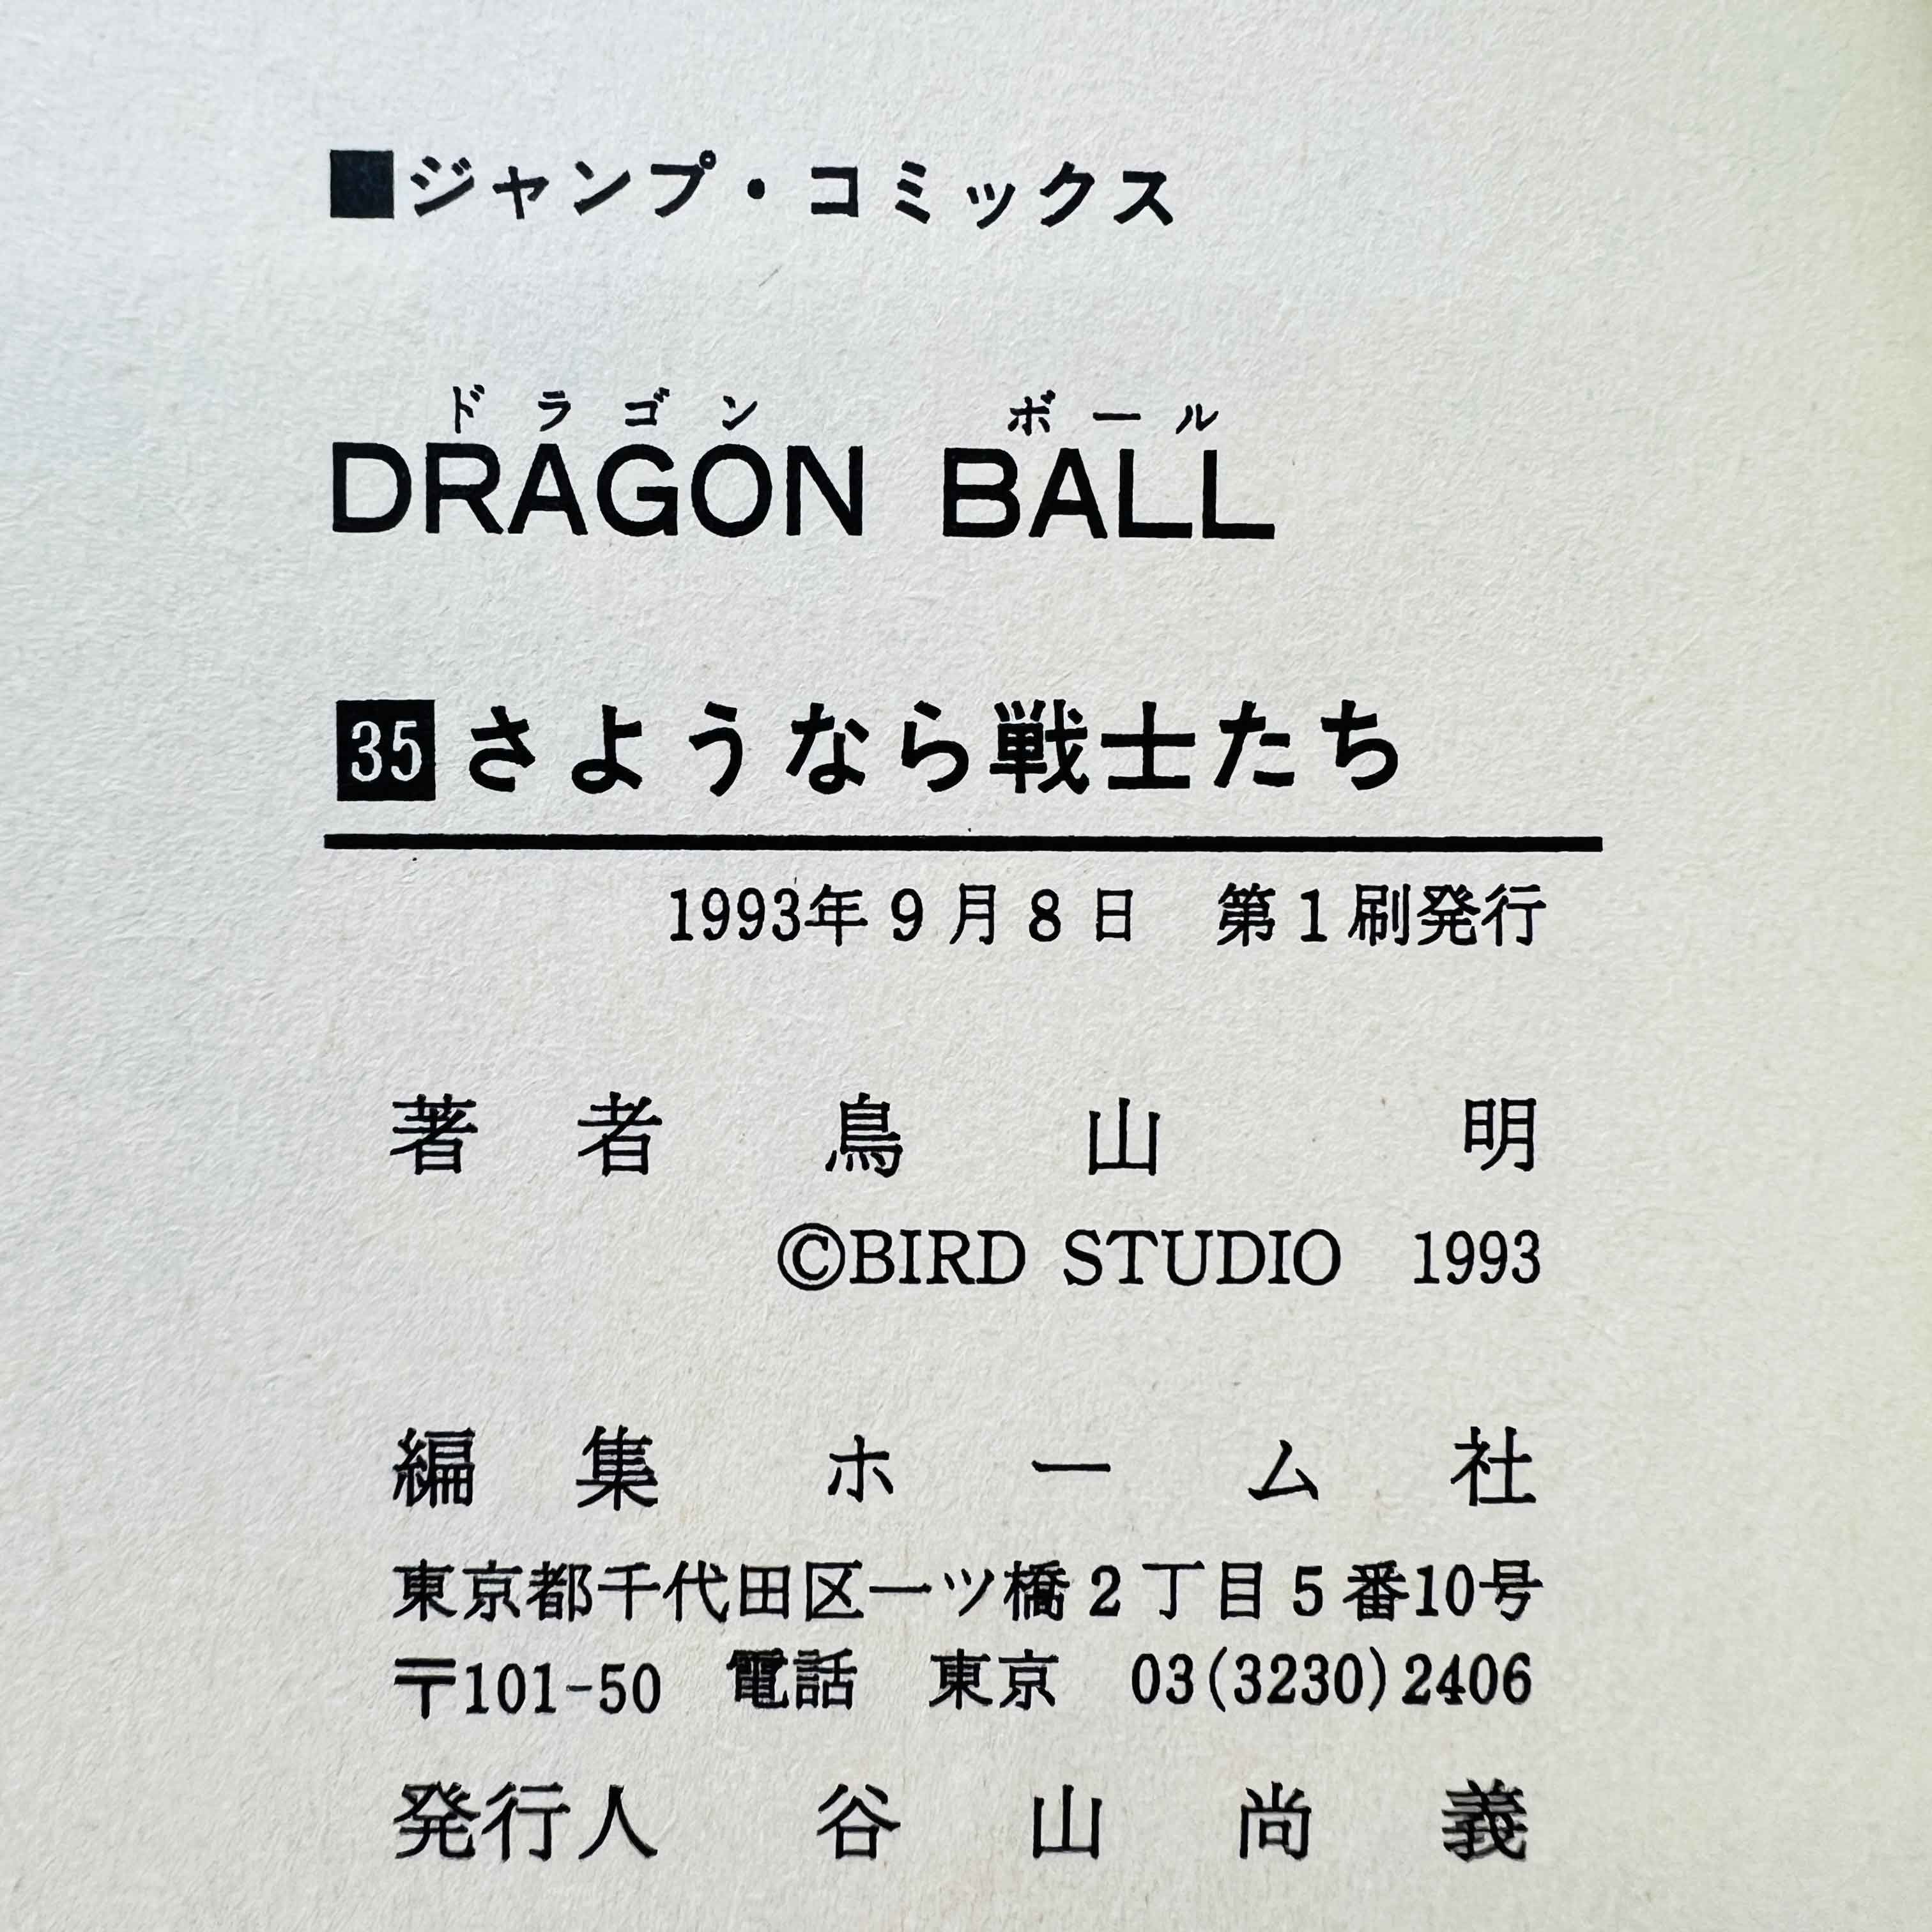 ■ジャンプ・コミックス
ドラゴン ボール
DRAGON BALL
35 さようなら戦士たち
1993年9月8日 第1刷発行
著者 鳥山明
©BIRD STUDIO 1993
編集 ホーム社
東京都千代田区一ツ橋2丁目5番10号
〒101-50 電話 東京 03(3230)2406
発行人 谷山尚義